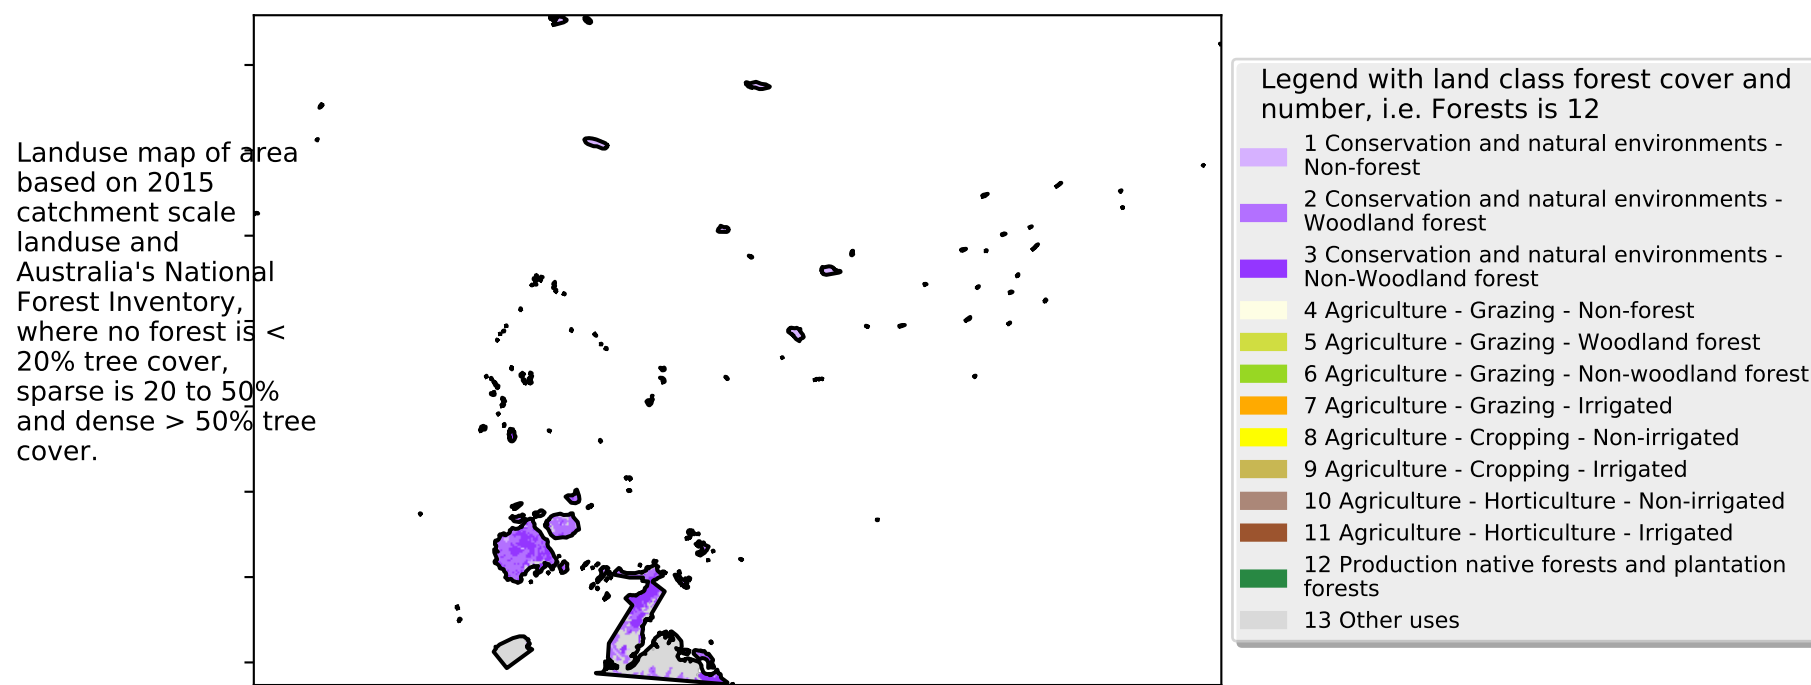 Landuse map of area
based on 2015
catchment scale
landuse and
Australia's National
Forest Inventory,
where no forest is <
20% tree cover,
sparse is 20 to 50%
and dense > 50% tree
cover.
Legend with land class forest cover and
number, i.e. Forests is 12
1 Conservation and natural environments -
Non-forest
2 Conservation and natural environments -
Woodland forest
3 Conservation and natural environments -
Non-Woodland forest
4 Agriculture - Grazing - Non-forest
5 Agriculture - Grazing - Woodland forest
6 Agriculture - Grazing - Non-woodland forest
7 Agriculture - Grazing - Irrigated
8 Agriculture - Cropping - Non-irrigated
9 Agriculture - Cropping - Irrigated
10 Agriculture - Horticulture - Non-irrigated
11 Agriculture - Horticulture - Irrigated
12 Production native forests and plantation
forests
13 Other uses